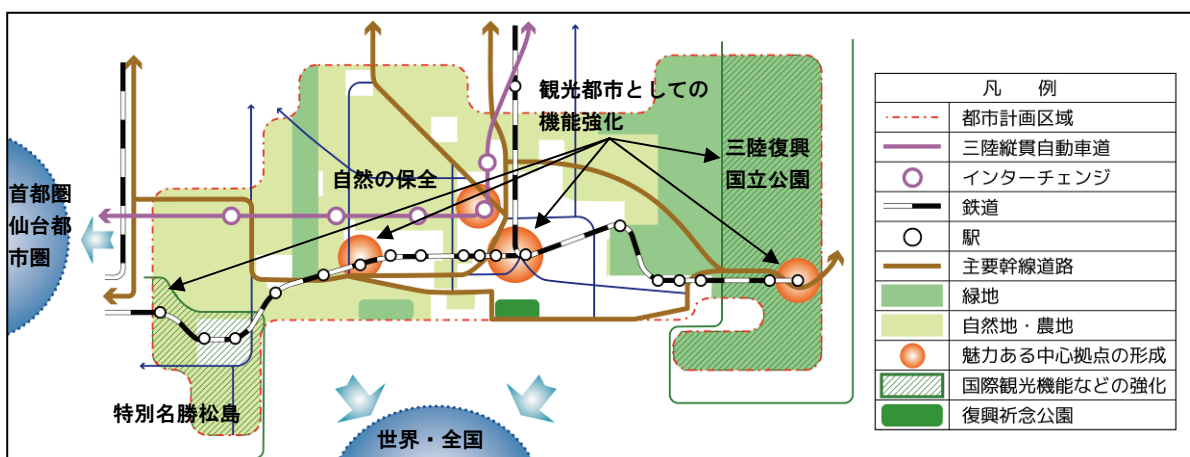 首都圏
仙台都
市圏
観光都市としての
機能強化
自然の保全
三陸復興
国立公園
特別名勝松島
世界・全国
凡　例
都市計画区域
三陸縦貫自動車道
インターチェンジ
鉄道
駅
主要幹線道路
緑地
自然地・農地
魅力ある中心拠点の形成
国際観光機能などの強化
復興祈念公園